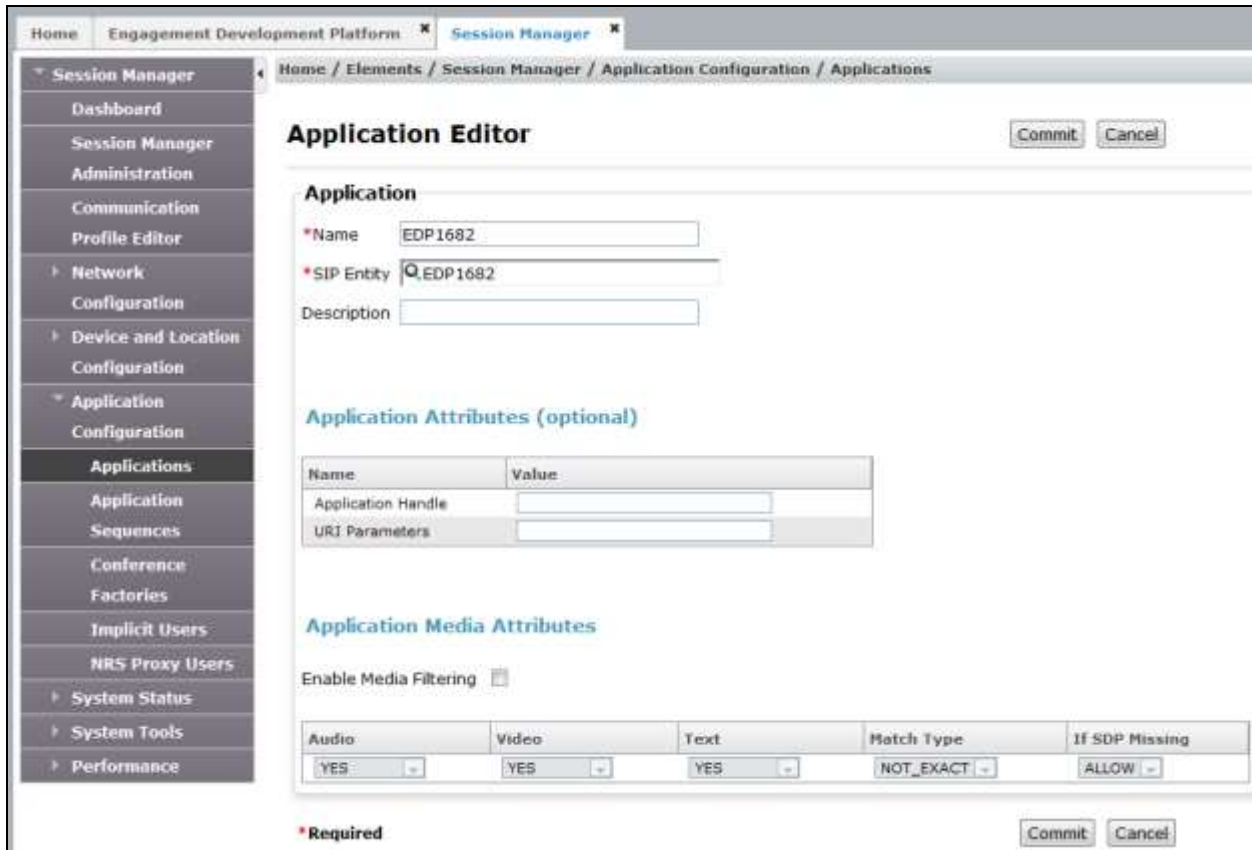 Home
Engagement Development Platform
Session Manager
Session Manager
Dashboard
Session Manager
Administration
Communication
Profile Editor
Network
Configuration
Device and Location
Configuration
Application
Configuration
Applications
Application
Sequences
Conference
Factories
Implicit Users
NRS Proxy Users
System Status
System Tools
Performance
Home / Elements / Session Manager / Application Configuration / Applications
Application Editor
Commit Cancel
Application
*Name EDP1682
*SIP Entity EDP1682
Description
Application Attributes (optional)
Name Value
Application Handle
URI Parameters
Application Media Attributes
Enable Media Filtering
Audio Video Text Match Type If SDP Missing
YES YES YES NOT_EXACT ALLOW
*Required
Commit Cancel